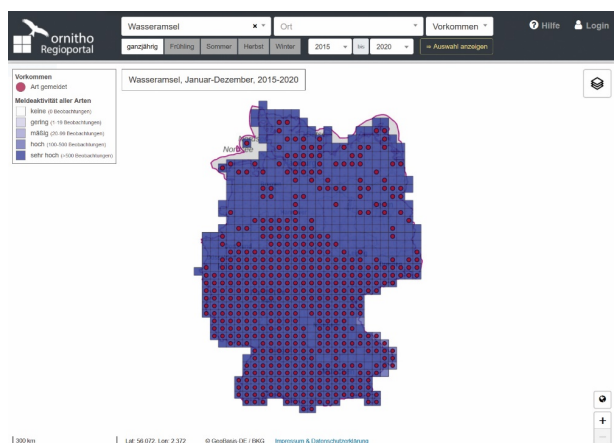 ornitho
Regioportal
Wasseramsel
Ort
Vorkommen
Hilfe
Login
ganzjährig
Frühling
Sommer
Herbst
Winter
2015
bis
2020
Auswahl anzeigen
Vorkommen
Art gemeldet
Meldeaktivität aller Arten
keine (0 Beobachtungen)
gering (1-19 Beobachtungen)
mäßig (20-99 Beobachtungen)
hoch (100-500 Beobachtungen)
sehr hoch (>500 Beobachtungen)
Wasseramsel, Januar-Dezember, 2015-2020
300 km
Lat: 56.072, Lon: 2.372
© GeoBasis-DE / BKG
Impressum & Datenschutzerklärung